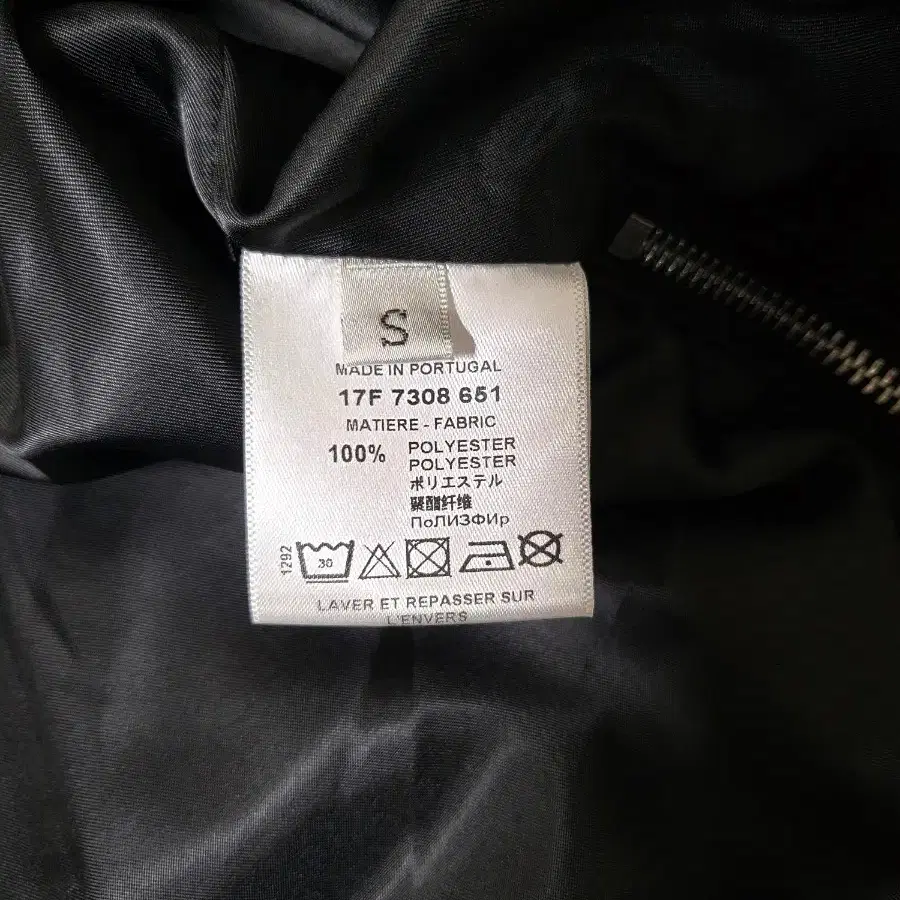 S
MADE IN PORTUGAL
17F 7308 651
MATIERE - FABRIC
100% POLYESTER
POLYESTER
ポリエステル
聚酯纤维
ПоЛИЗФИр
1292
30
LAVER ET REPASSER SUR
L'ENVERS